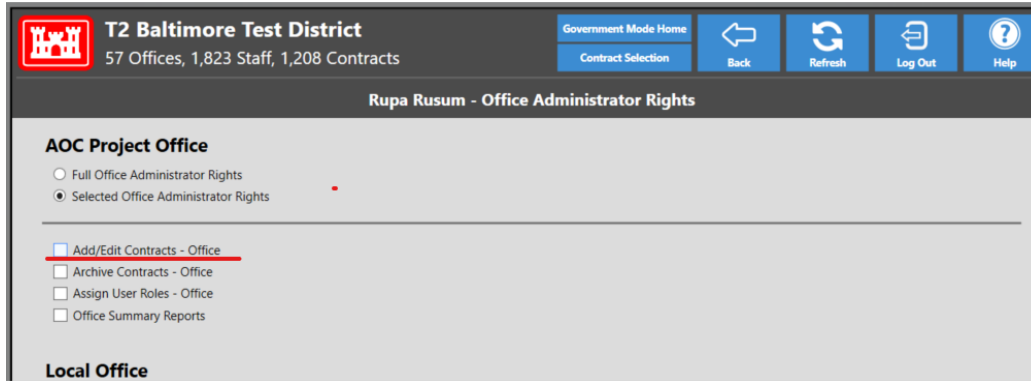 T2 Baltimore Test District
57 Offices, 1,823 Staff, 1,208 Contracts
Government Mode Home
Contract Selection
Back
Refresh
Log Out
?
Help
Rupa Rusum - Office Administrator Rights
AOC Project Office
Full Office Administrator Rights
Selected Office Administrator Rights
Add/Edit Contracts - Office
Archive Contracts - Office
Assign User Roles - Office
Office Summary Reports
Local Office